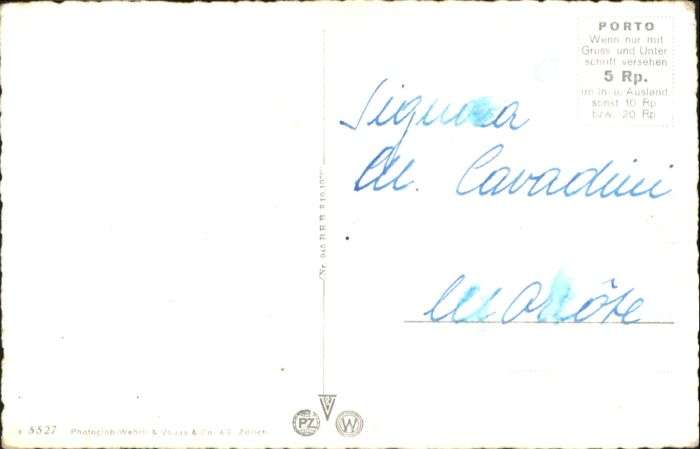 PORTO
Wenn nur mit
Gruss und Unter
schrift versehen
5 Rp.
im In- u. Ausland
sonst 10 Rp.
bzw. 20 Rp.
Signora
M. Cavadini
8527 Photoglob-Wehrli & Vouga & Co. AG. Zürich
PZ
W